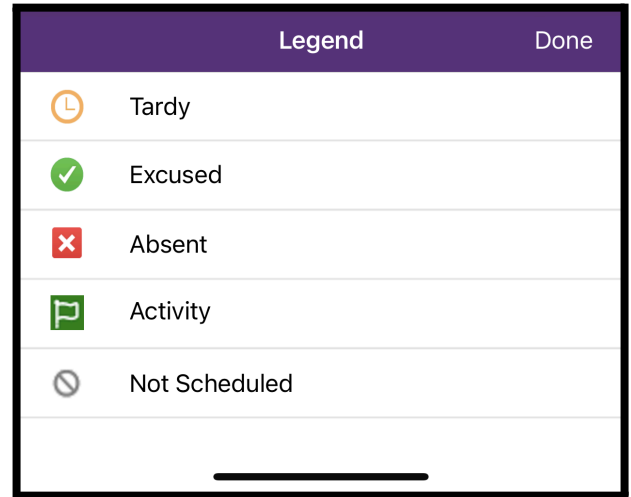 Legend Done
Tardy
Excused
Absent
Activity
Not Scheduled